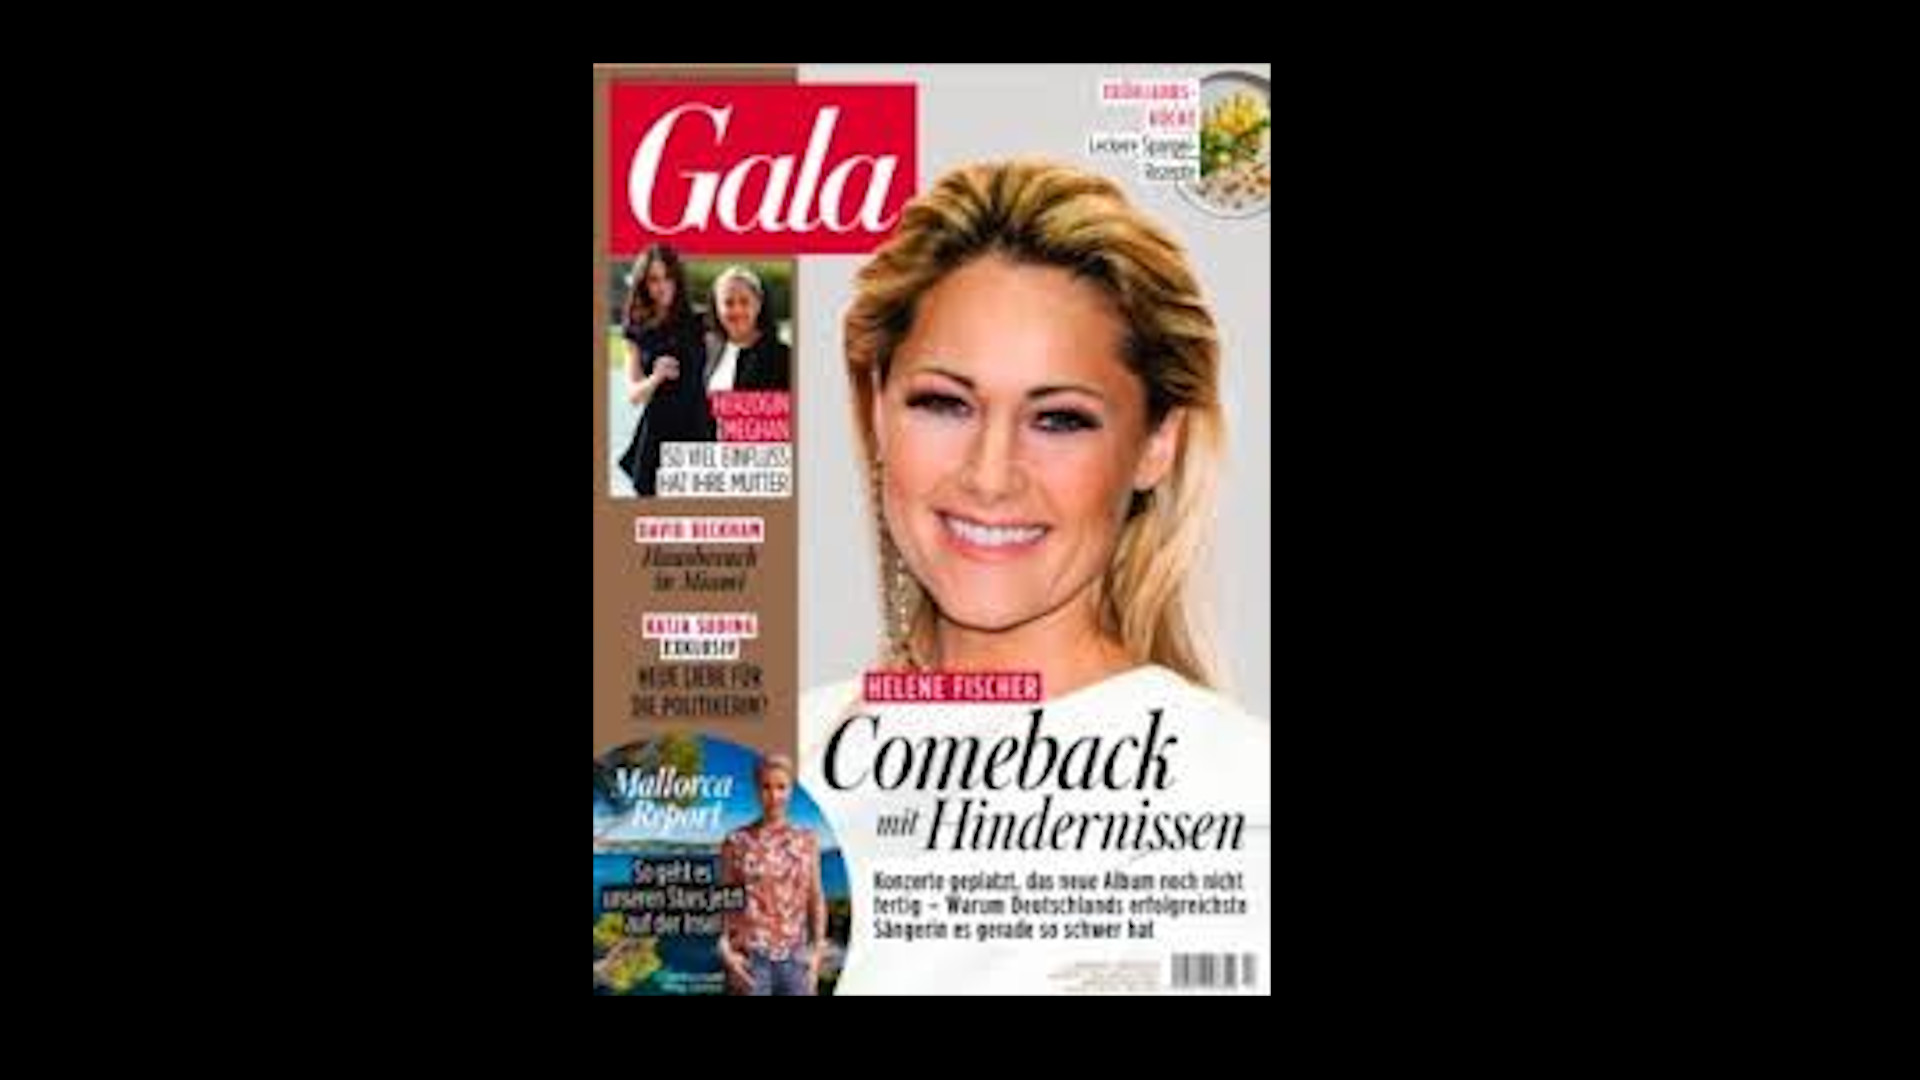 Gala
FRÜHJAHRS-
KÜCHE
Leckere Spargel-
Rezepte
HERZOGIN
MEGHAN
SO VIEL EINFLUSS
HAT IHRE MUTTER
DAVID BECKHAM
Hausbesuch
in Miami
KATJA SUDING
EXKLUSIV
NEUE LIEBE FÜR
DIE POLITIKERIN?
Mallorca
Report
So geht es
unseren Stars jetzt
auf der Insel
HELENE FISCHER
Comeback
mit Hindernissen
Konzerte geplatzt, das neue Album noch nicht
fertig – Warum Deutschlands erfolgreichste
Sängerin es gerade so schwer hat